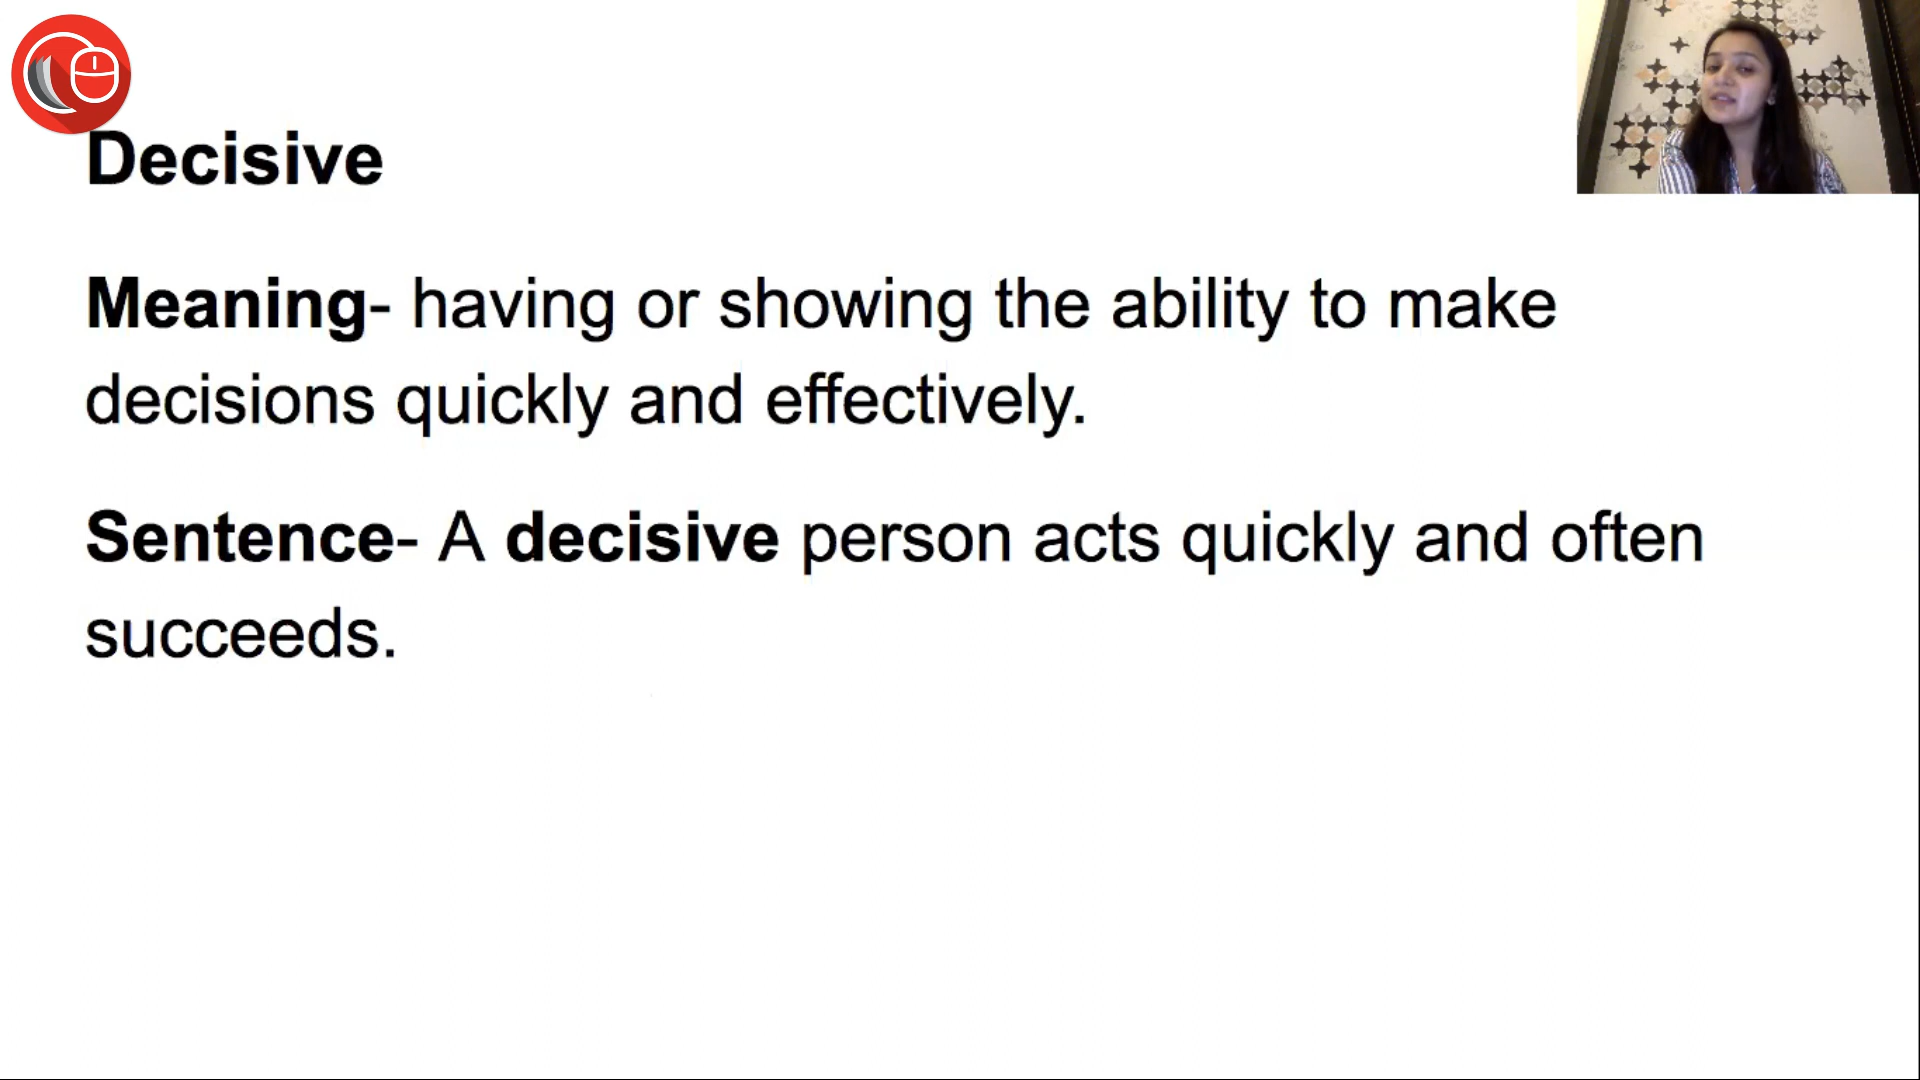 Decisive
Meaning- having or showing the ability to make
decisions quickly and effectively.
Sentence- A decisive person acts quickly and often
succeeds.